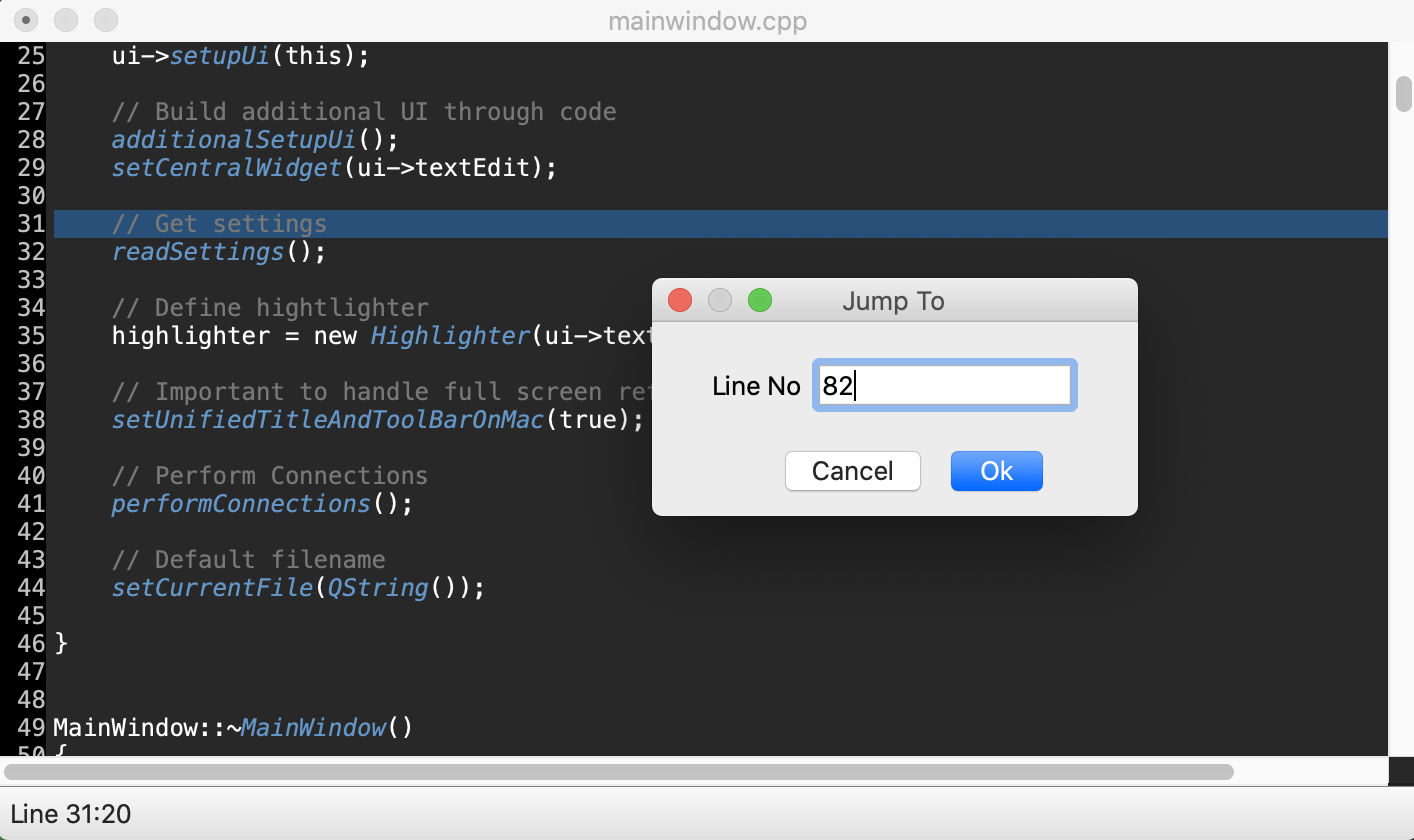 mainwindow.cpp
25     ui->setupUi(this);
26
27     // Build additional UI through code
28     additionalSetupUi();
29     setCentralWidget(ui->textEdit);
30
31     // Get settings
32     readSettings();
33
34     // Define hightlighter
35     highlighter = new Highlighter(ui->text
36
37     // Important to handle full screen re
38     setUnifiedTitleAndToolBarOnMac(true);
39
40     // Perform Connections
41     performConnections();
42
43     // Default filename
44     setCurrentFile(QString());
45
46 }
47
48
49 MainWindow::~MainWindow()
50 {
Jump To
Line No 82
Cancel Ok
Line 31:20